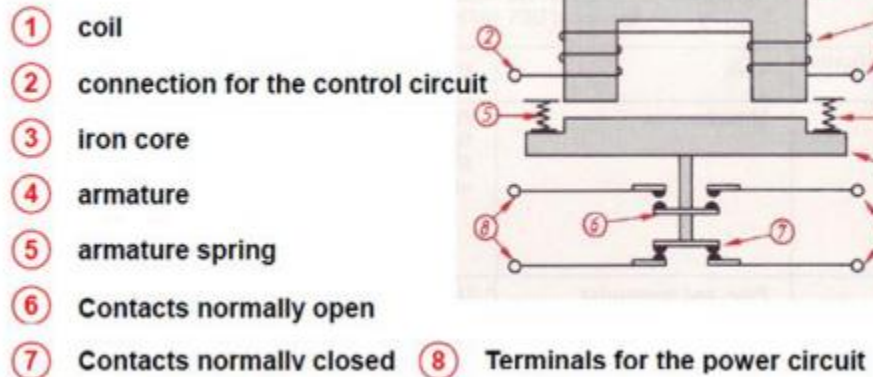 1 coil
2 connection for the control circuit
3 iron core
4 armature
5 armature spring
6 Contacts normally open
7 Contacts normally closed 8 Terminals for the power circuit
2
5
8
6
7